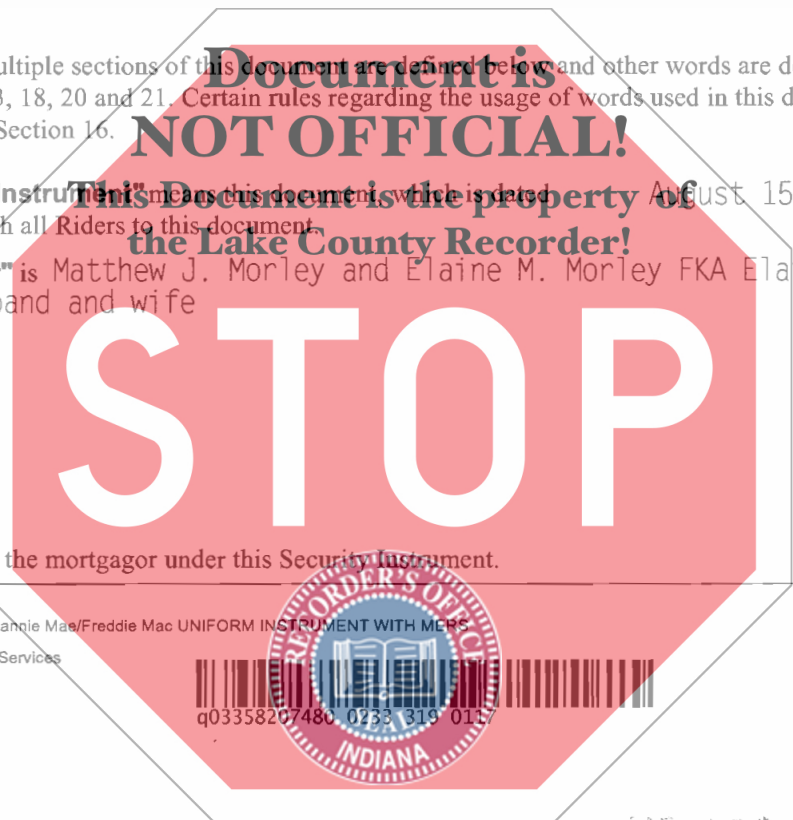 ultiple sections of this document are defined below and other words are d
3, 18, 20 and 21. Certain rules regarding the usage of words used in this d
Section 16.
Document is
NOT OFFICIAL!
This Document is the property of
the Lake County Recorder!
nstrument" means this document, which is dated August 15
h all Riders to this document.
" is Matthew J. Morley and Elaine M. Morley FKA Ela
band and wife
STOP
the mortgagor under this Security Instrument.
annie Mae/Freddie Mac UNIFORM INSTRUMENT WITH MERS
Services
q03358207480 0233 319 0117
RECORDER'S OFFICE
SEAL
INDIANA